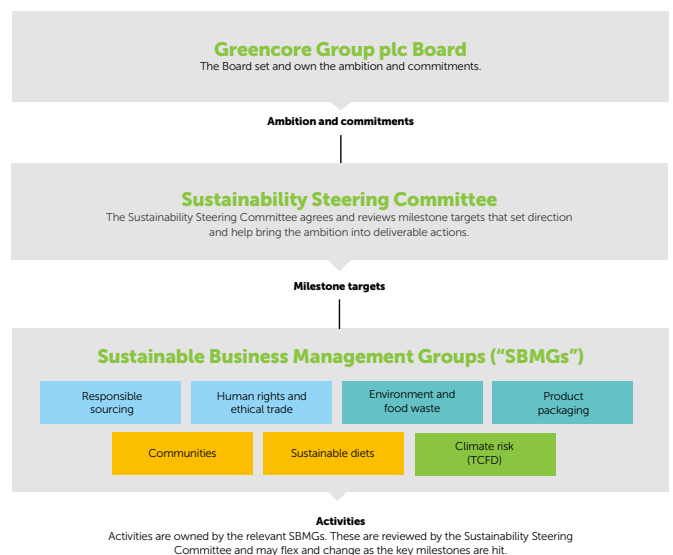 Greencore Group plc Board
The Board set and own the ambition and commitments.
Ambition and commitments
Sustainability Steering Committee
The Sustainability Steering Committee agrees and reviews milestone targets that set direction
and help bring the ambition into deliverable actions.
Milestone targets
Sustainable Business Management Groups (“SBMGs”)
Responsible
sourcing
Human rights and
ethical trade
Environment and
food waste
Product
packaging
Communities
Sustainable diets
Climate risk
(TCFD)
Activities
Activities are owned by the relevant SBMGs. These are reviewed by the Sustainability Steering
Committee and may flex and change as the key milestones are hit.